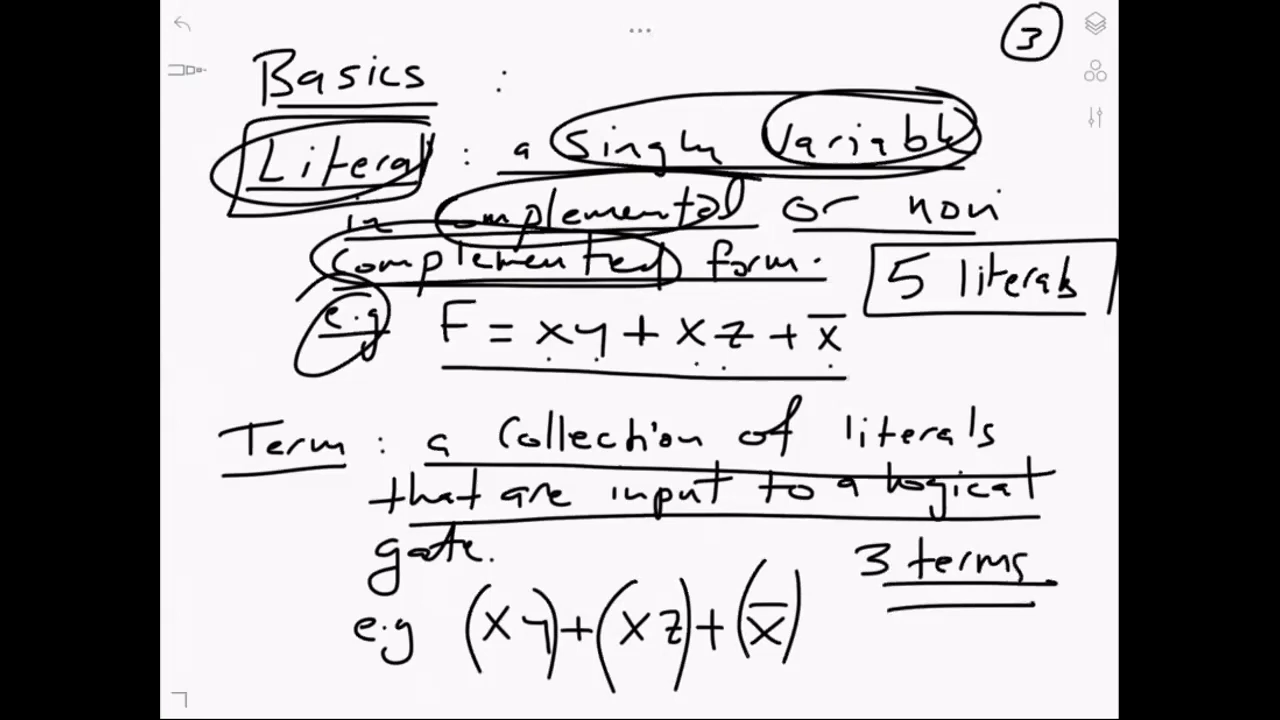 3
Basics :
Literal : a Singly Variable
in complemental or non
complemented form.
5 literals
e.g F = xy + xz + x̅
Term : a Collection of literals
that are input to a logical
gate.
3 terms
e.g (xy)+(xz)+(x̅)